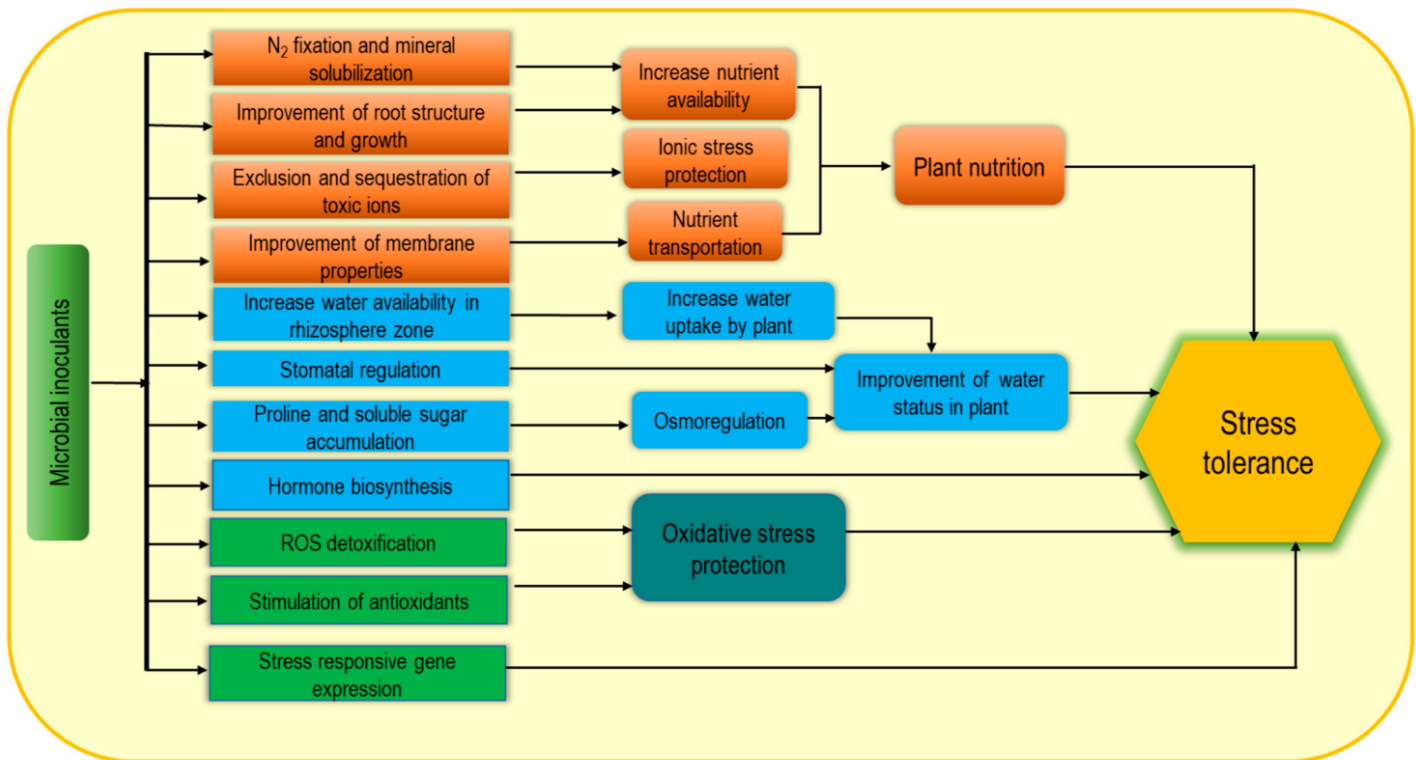 Microbial inoculants
N₂ fixation and mineral
solubilization
Improvement of root structure
and growth
Exclusion and sequestration of
toxic ions
Improvement of membrane
properties
Increase water availability in
rhizosphere zone
Stomatal regulation
Proline and soluble sugar
accumulation
Hormone biosynthesis
ROS detoxification
Stimulation of antioxidants
Stress responsive gene
expression
Increase nutrient
availability
Ionic stress
protection
Nutrient
transportation
Increase water
uptake by plant
Osmoregulation
Oxidative stress
protection
Plant nutrition
Improvement of water
status in plant
Stress
tolerance